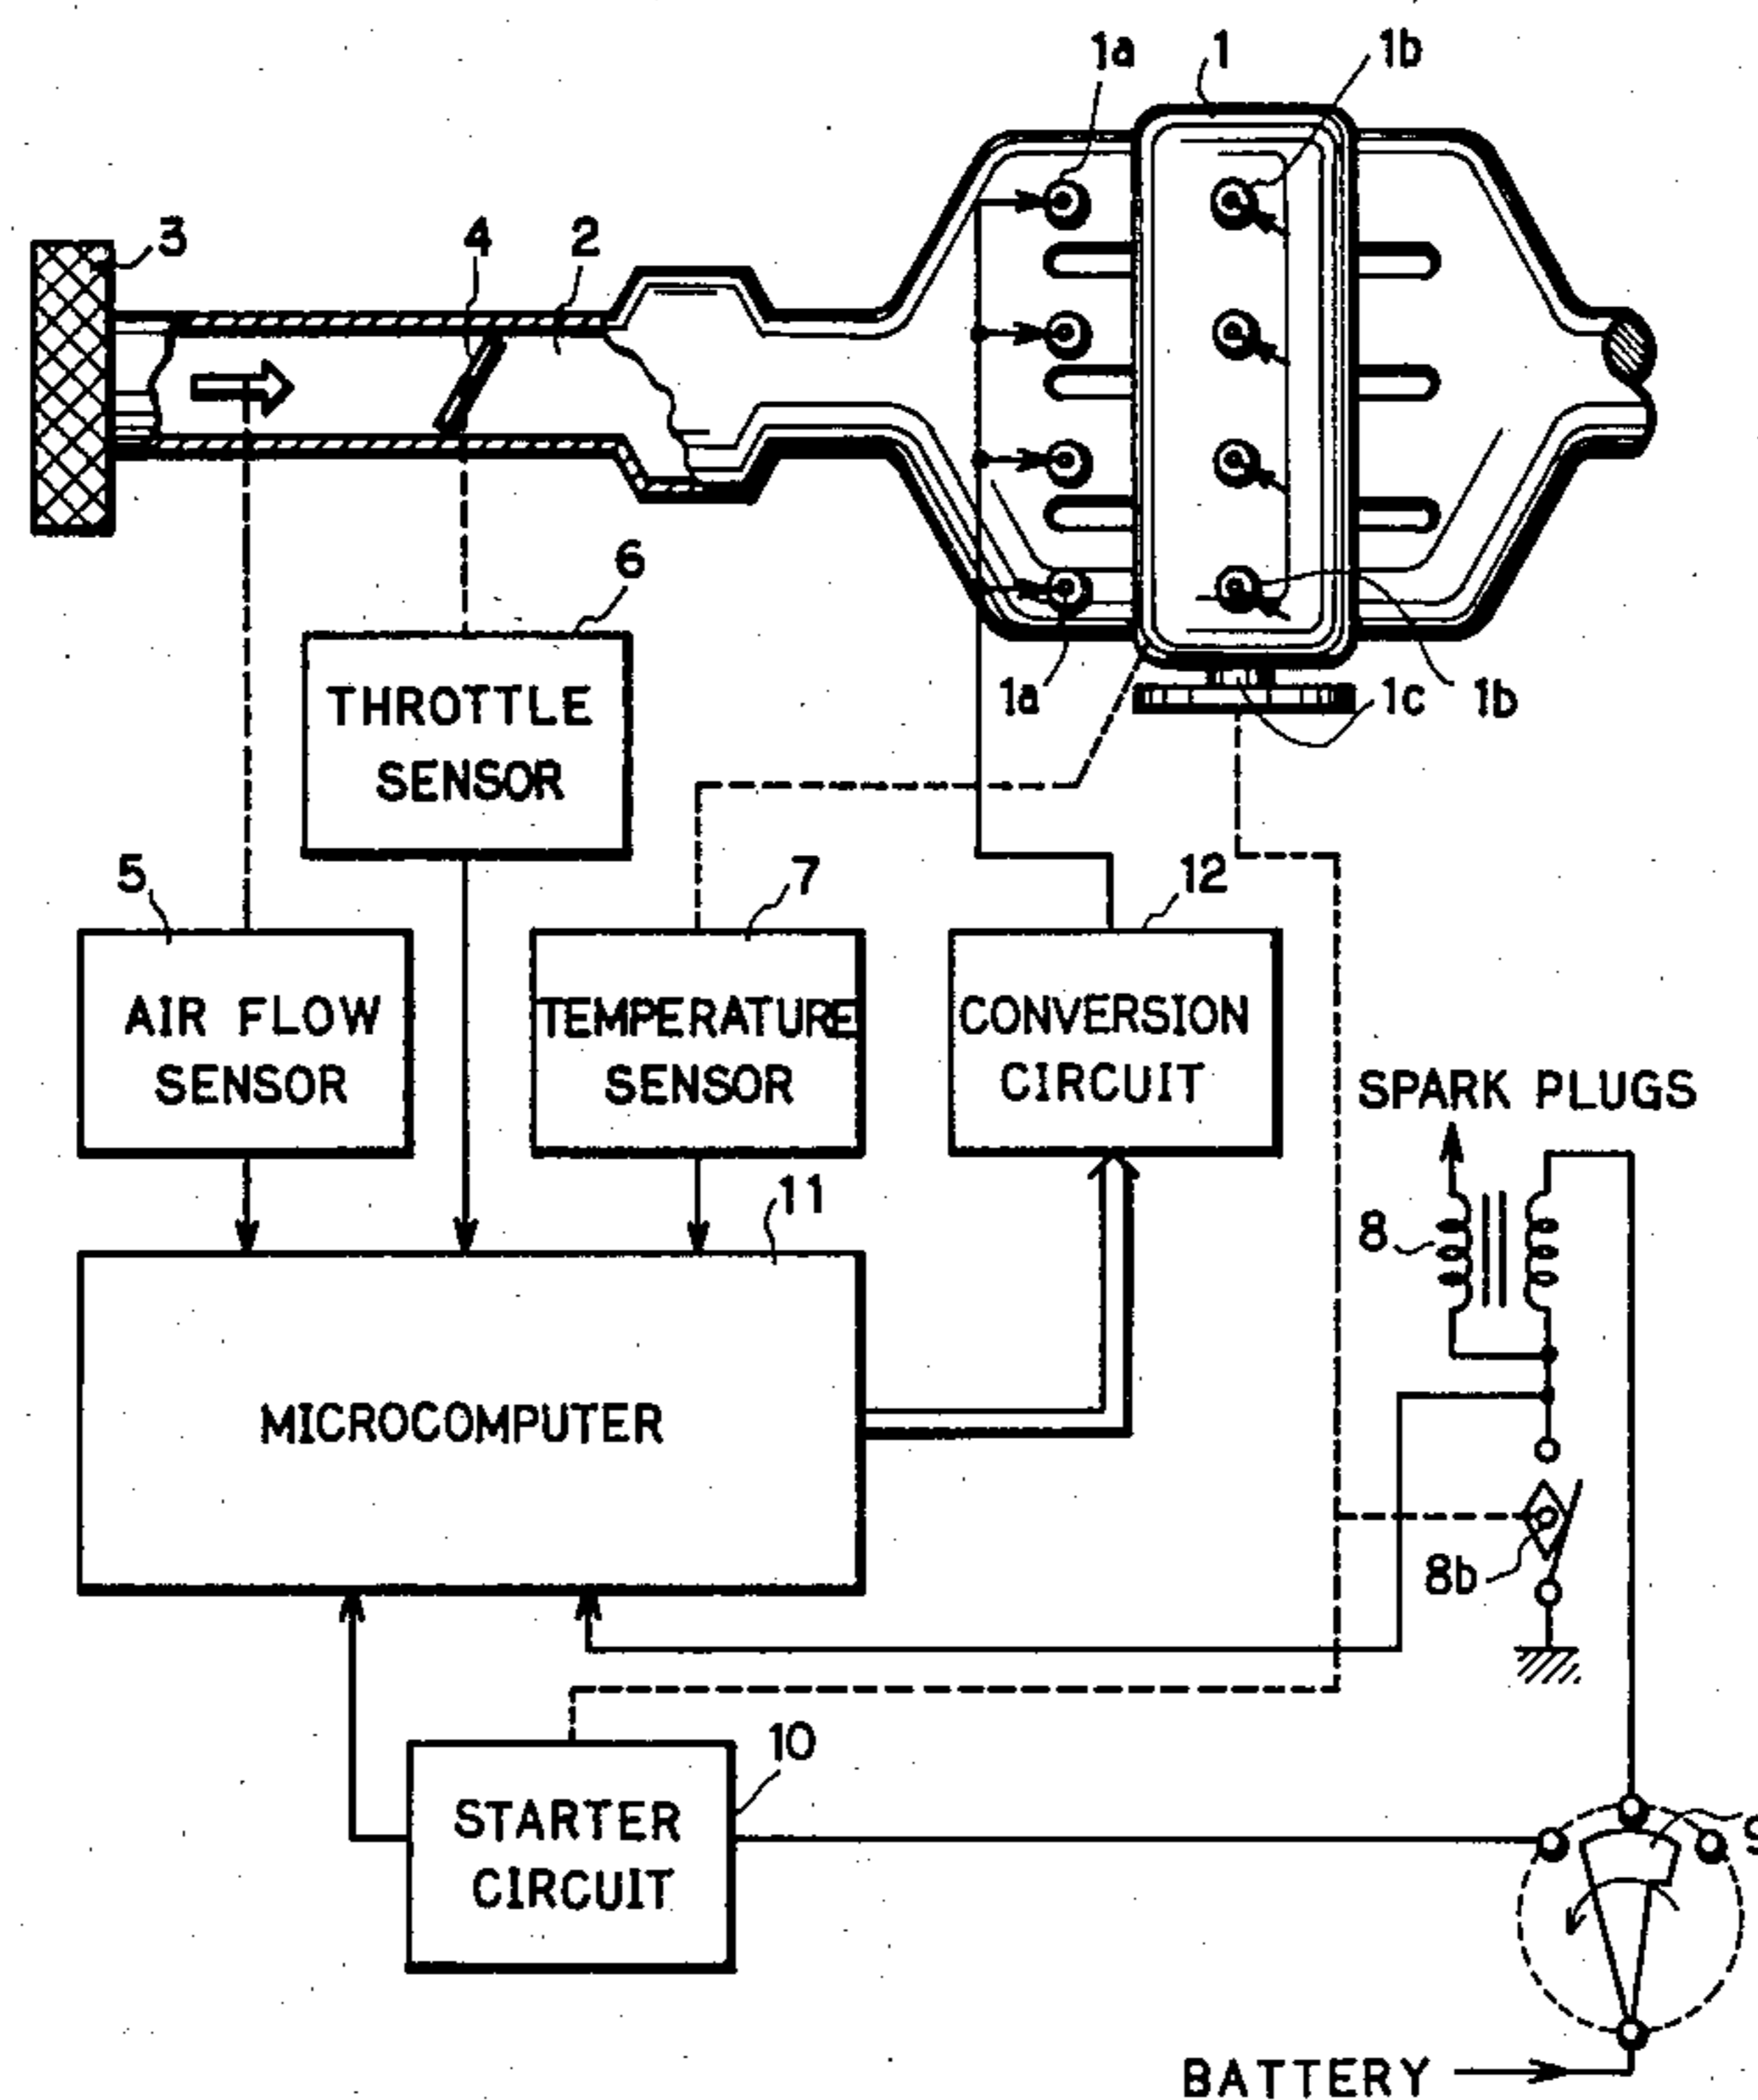 1a
1
1b
3
4
2
6
THROTTLE
SENSOR
1a
1c
1b
5
7
12
AIR FLOW
SENSOR
TEMPERATURE
SENSOR
CONVERSION
CIRCUIT
SPARK PLUGS
11
8
MICROCOMPUTER
8b
10
STARTER
CIRCUIT
9
BATTERY